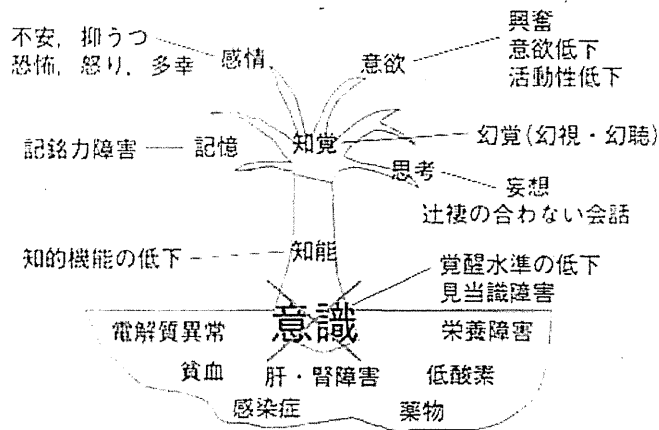 不安, 抑うつ
恐怖, 怒り, 多幸
感情
意欲
興奮
意欲低下
活動性低下
記銘力障害
記憶
知覚
幻覚(幻視・幻聴)
思考
妄想
辻褄の合わない会話
知的機能の低下
知能
覚醒水準の低下
見当識障害
意識
電解質異常
栄養障害
貧血
肝・腎障害
低酸素
感染症
薬物